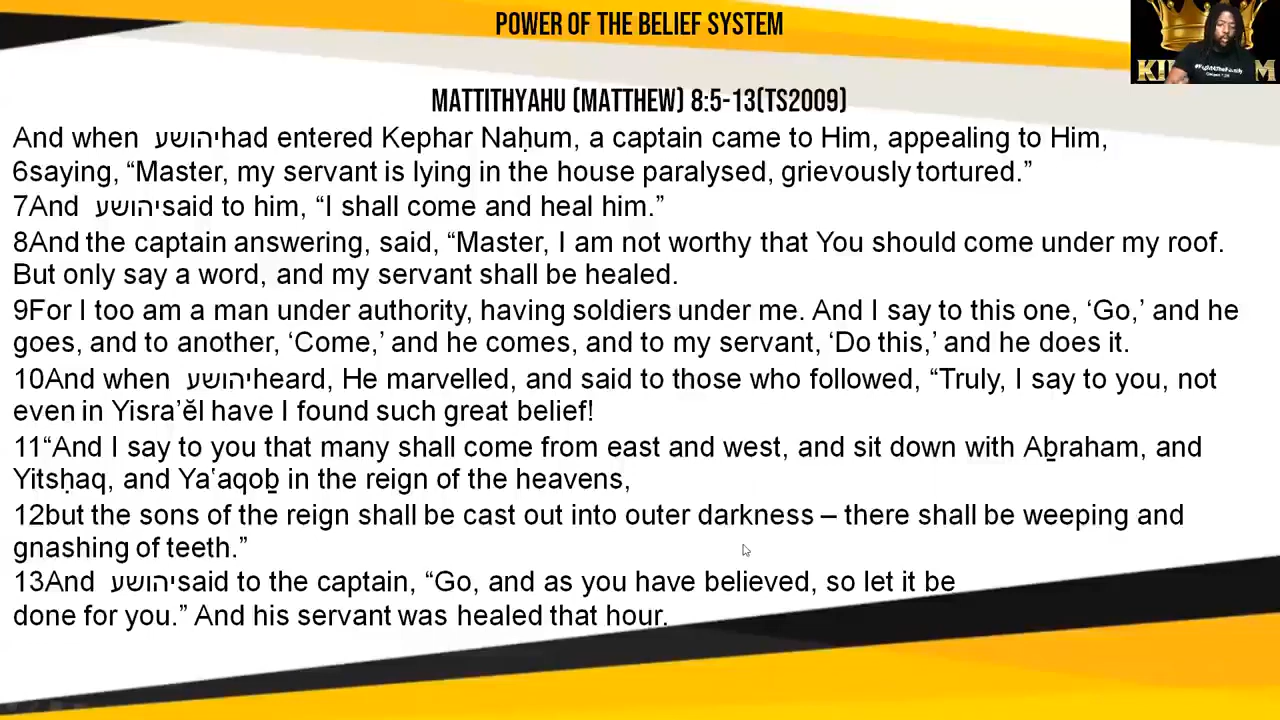 POWER OF THE BELIEF SYSTEM
MATTITHYAHU (MATTHEW) 8:5-13(TS2009)
And when יהושע had entered Kephar Naḥum, a captain came to Him, appealing to Him,
6saying, “Master, my servant is lying in the house paralysed, grievously tortured.”
7And יהושע said to him, “I shall come and heal him.”
8And the captain answering, said, “Master, I am not worthy that You should come under my roof.
But only say a word, and my servant shall be healed.
9For I too am a man under authority, having soldiers under me. And I say to this one, ‘Go,’ and he
goes, and to another, ‘Come,’ and he comes, and to my servant, ‘Do this,’ and he does it.
10And when יהושע heard, He marvelled, and said to those who followed, “Truly, I say to you, not
even in Yisra’ĕl have I found such great belief!
11“And I say to you that many shall come from east and west, and sit down with Aḇraham, and
Yitsḥaq, and Ya‛aqoḇ in the reign of the heavens,
12but the sons of the reign shall be cast out into outer darkness – there shall be weeping and
gnashing of teeth.”
13And יהושע said to the captain, “Go, and as you have believed, so let it be
done for you.” And his servant was healed that hour.